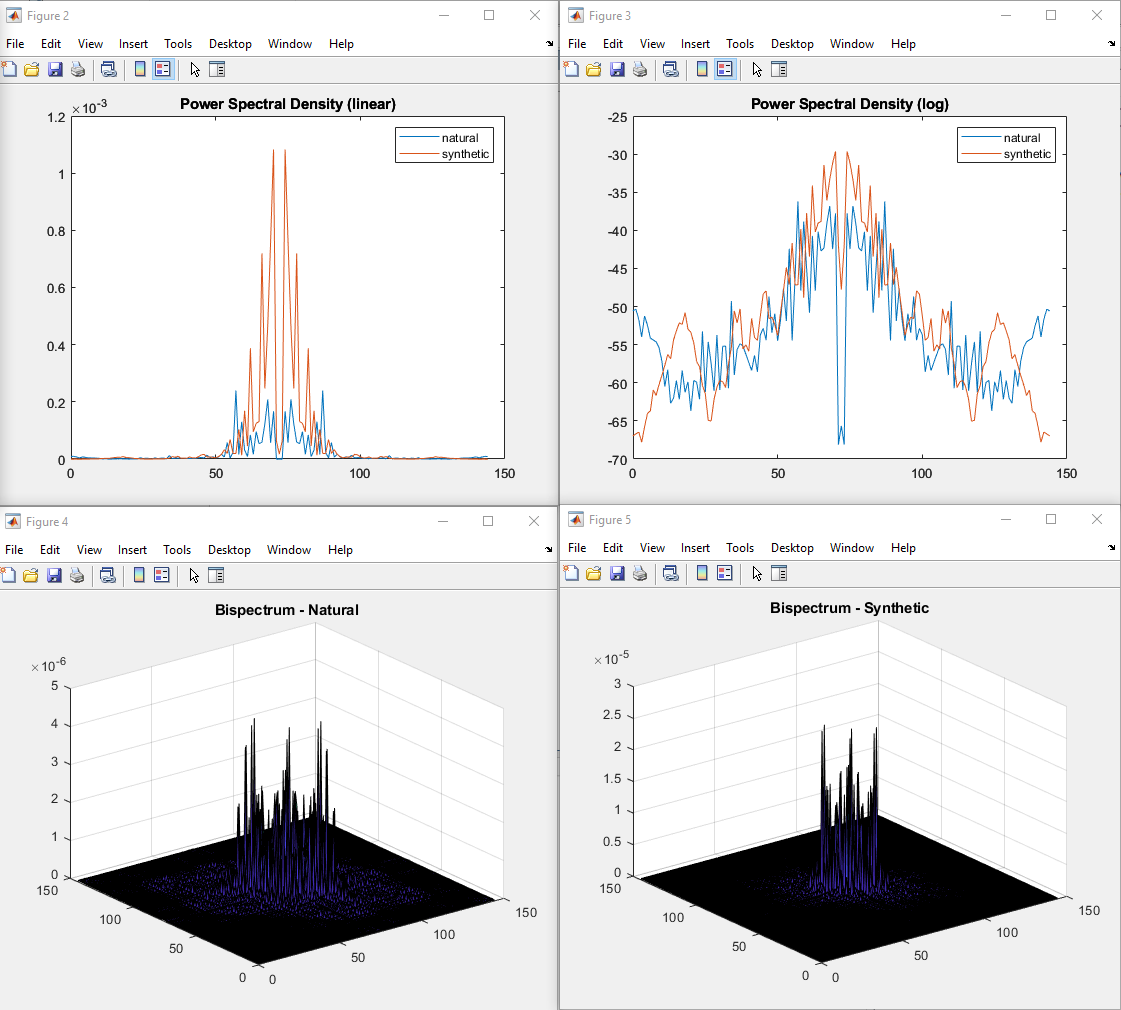 Figure 2
File Edit View Insert Tools Desktop Window Help
Power Spectral Density (linear)
×10-3
1.2
1
0.8
0.6
0.4
0.2
0
0 50 100 150
natural
synthetic
Figure 3
File Edit View Insert Tools Desktop Window Help
Power Spectral Density (log)
-25
-30
-35
-40
-45
-50
-55
-60
-65
-70
0 50 100 150
natural
synthetic
Figure 4
File Edit View Insert Tools Desktop Window Help
Bispectrum - Natural
×10-6
5
4
3
2
1
0
150
100
50
0
0
50
100
150
Figure 5
File Edit View Insert Tools Desktop Window Help
Bispectrum - Synthetic
×10-5
3
2.5
2
1.5
1
0.5
0
150
100
50
0
0
50
100
150